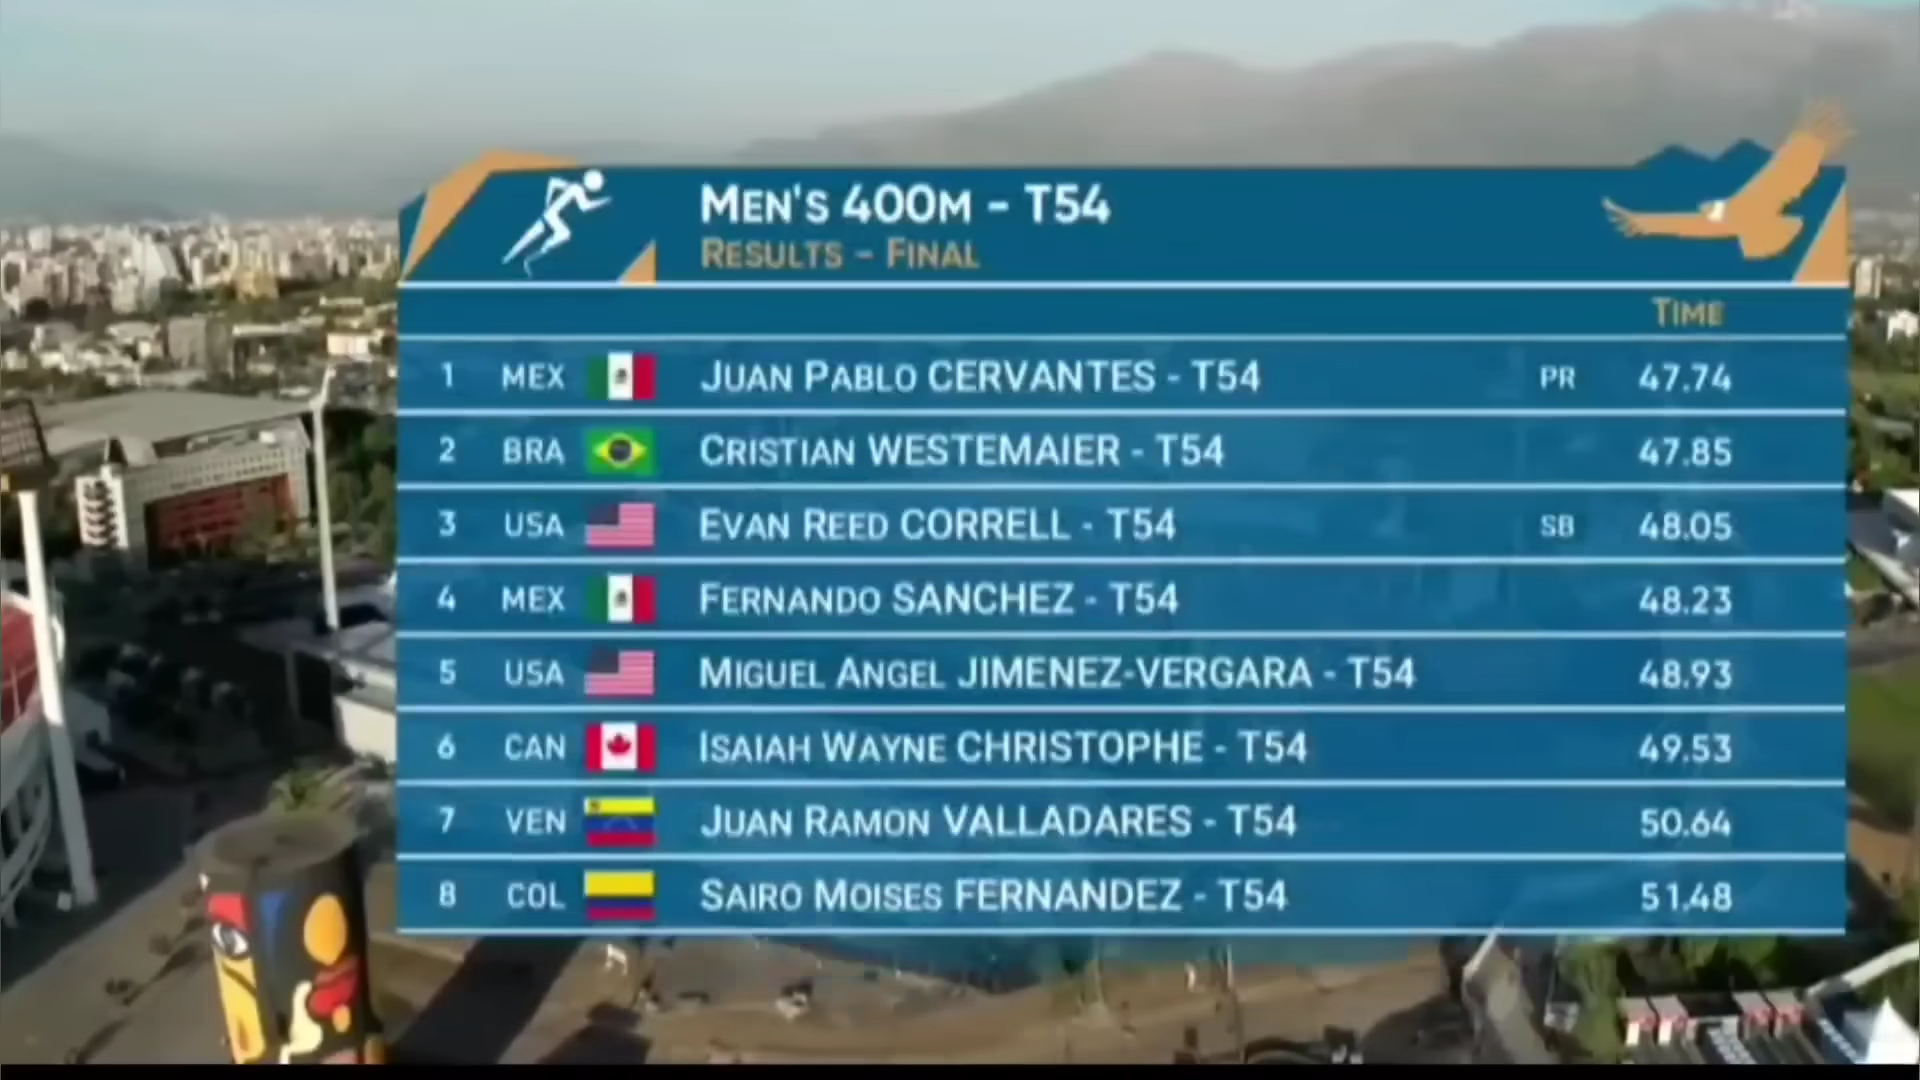 MEN'S 400M - T54
RESULTS - FINAL
TIME
1 MEX JUAN PABLO CERVANTES - T54 PR 47.74
2 BRA CRISTIAN WESTEMAIER - T54 47.85
3 USA EVAN REED CORRELL - T54 SB 48.05
4 MEX FERNANDO SANCHEZ - T54 48.23
5 USA MIGUEL ANGEL JIMENEZ-VERGARA - T54 48.93
6 CAN ISAIAH WAYNE CHRISTOPHE - T54 49.53
7 VEN JUAN RAMON VALLADARES - T54 50.64
8 COL SAIRO MOISES FERNANDEZ - T54 51.48